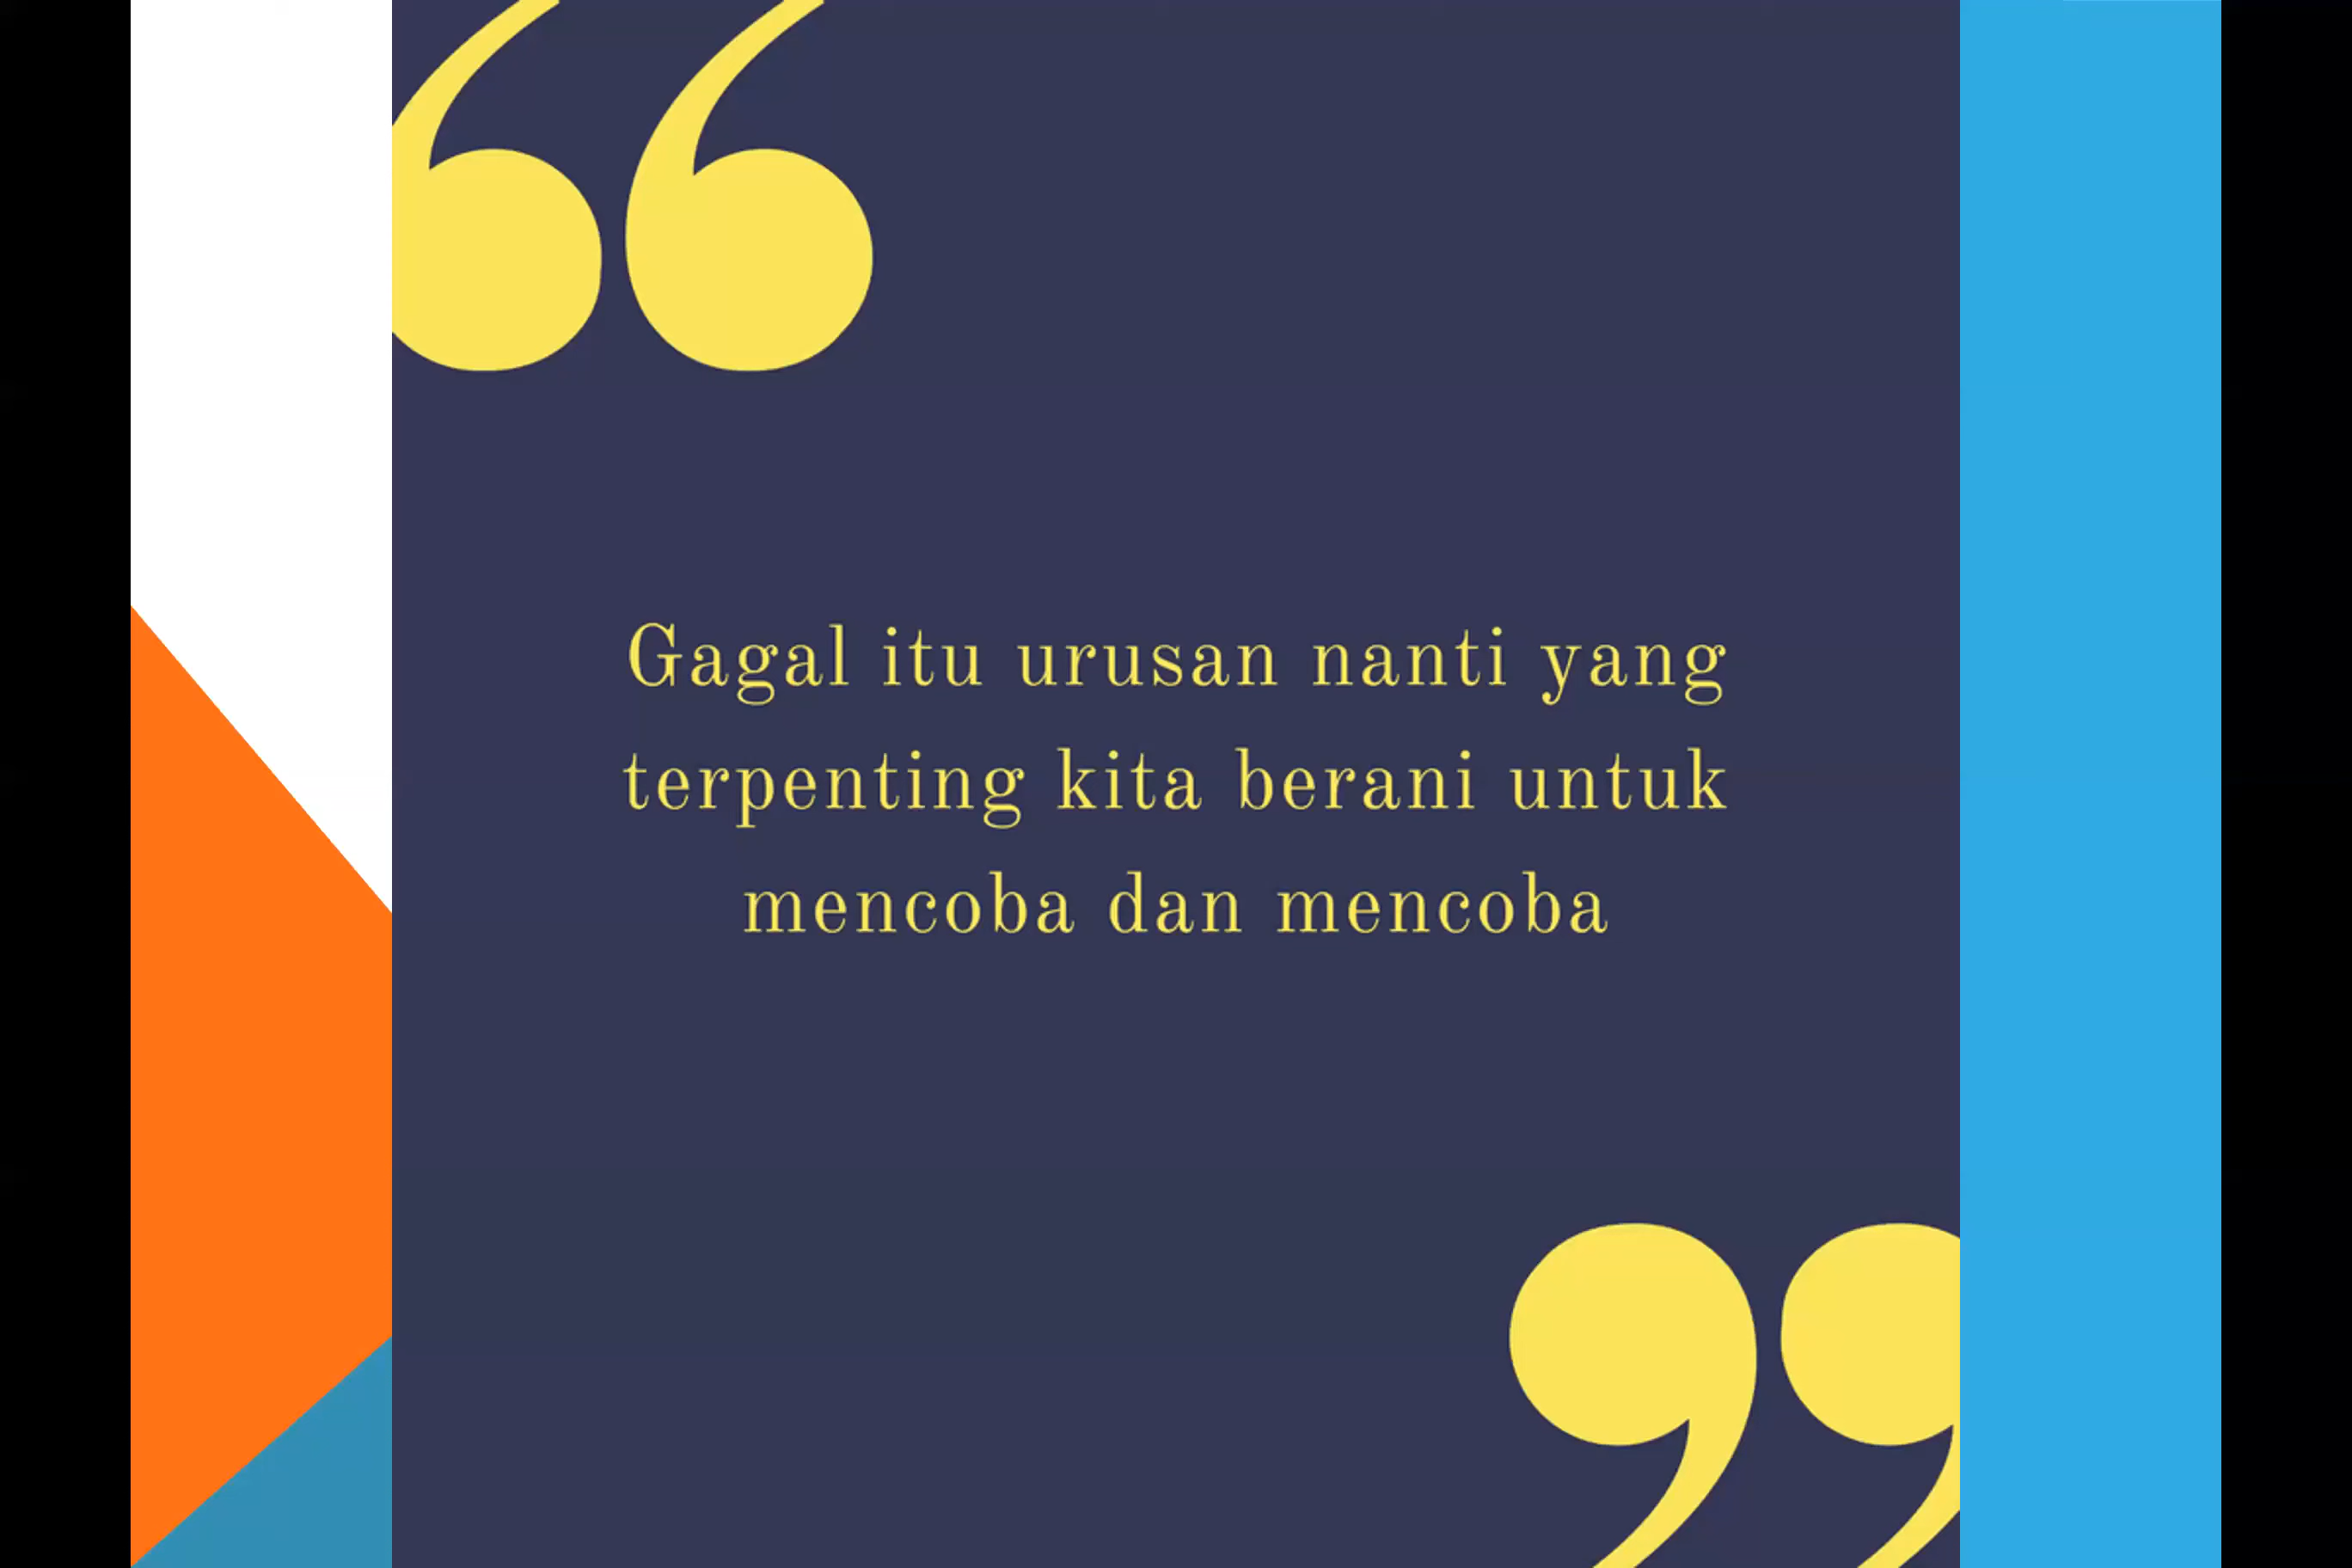 Gagal itu urusan nanti yang
terpenting kita berani untuk
mencoba dan mencoba